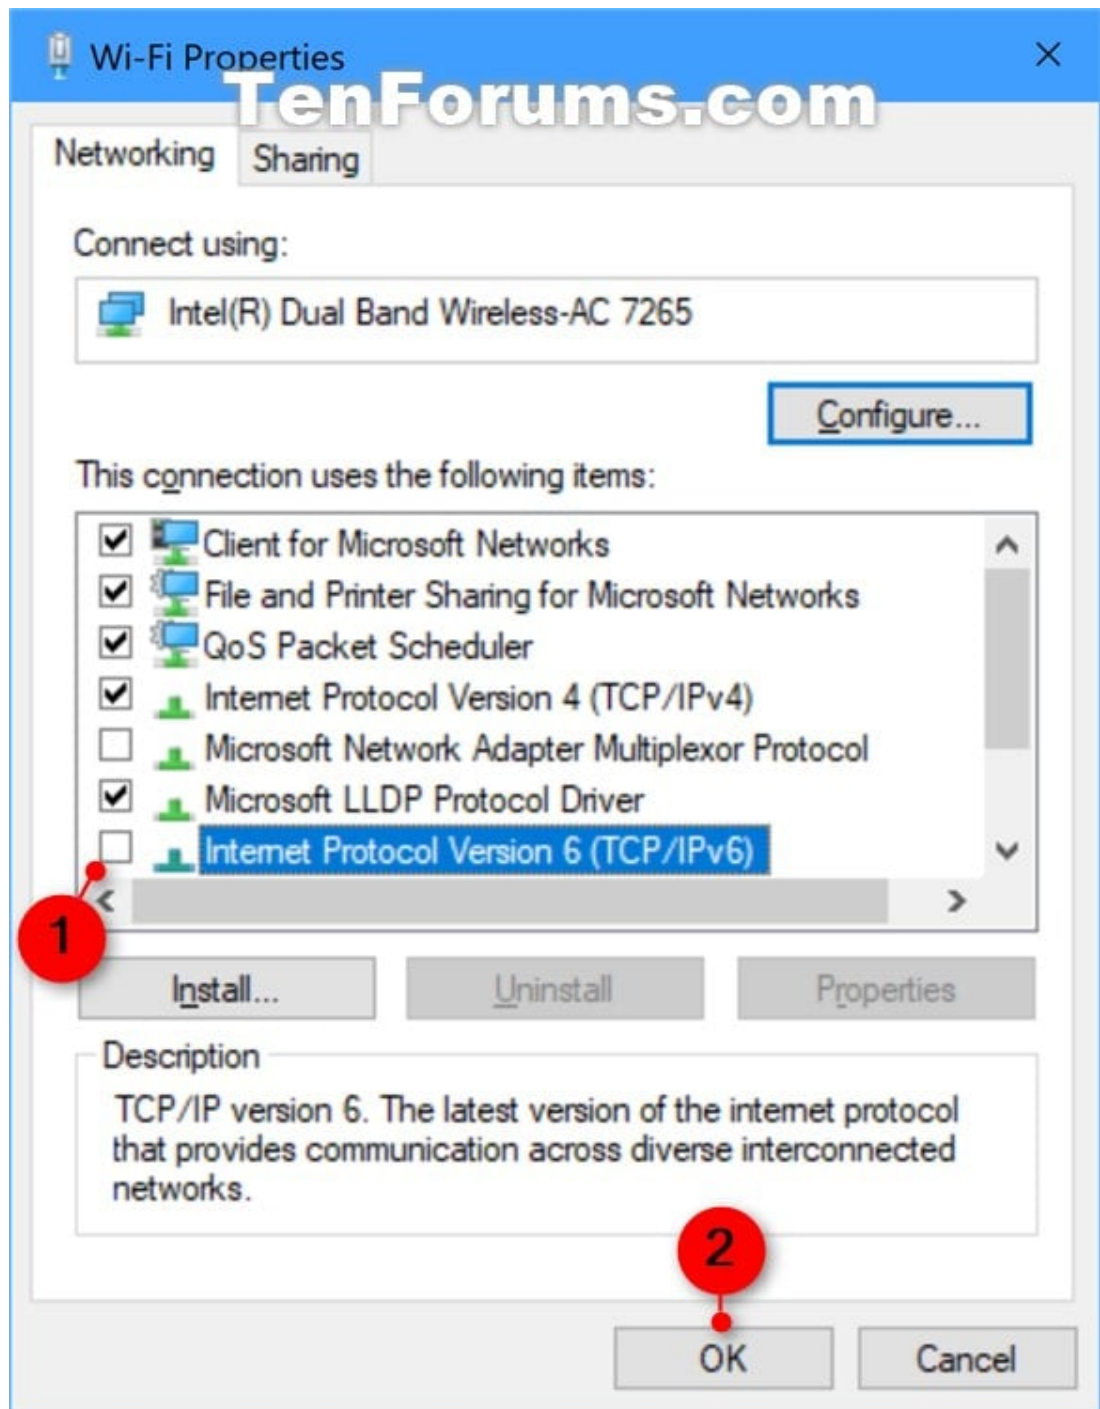 Wi-Fi Properties
TenForums.com
Networking
Sharing
Connect using:
Intel(R) Dual Band Wireless-AC 7265
Configure...
This connection uses the following items:
Client for Microsoft Networks
File and Printer Sharing for Microsoft Networks
QoS Packet Scheduler
Internet Protocol Version 4 (TCP/IPv4)
Microsoft Network Adapter Multiplexor Protocol
Microsoft LLDP Protocol Driver
Internet Protocol Version 6 (TCP/IPv6)
1
Install...
Uninstall
Properties
Description
TCP/IP version 6. The latest version of the internet protocol
that provides communication across diverse interconnected
networks.
2
OK
Cancel